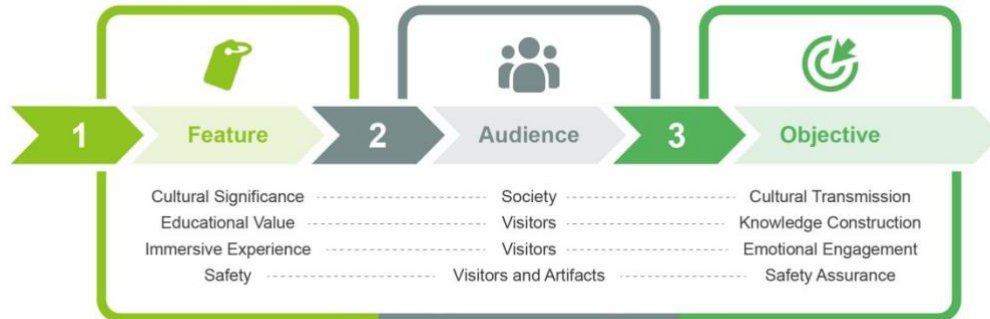 1 Feature 2 Audience 3 Objective
Cultural Significance Society Cultural Transmission
Educational Value Visitors Knowledge Construction
Immersive Experience Visitors Emotional Engagement
Safety Visitors and Artifacts Safety Assurance